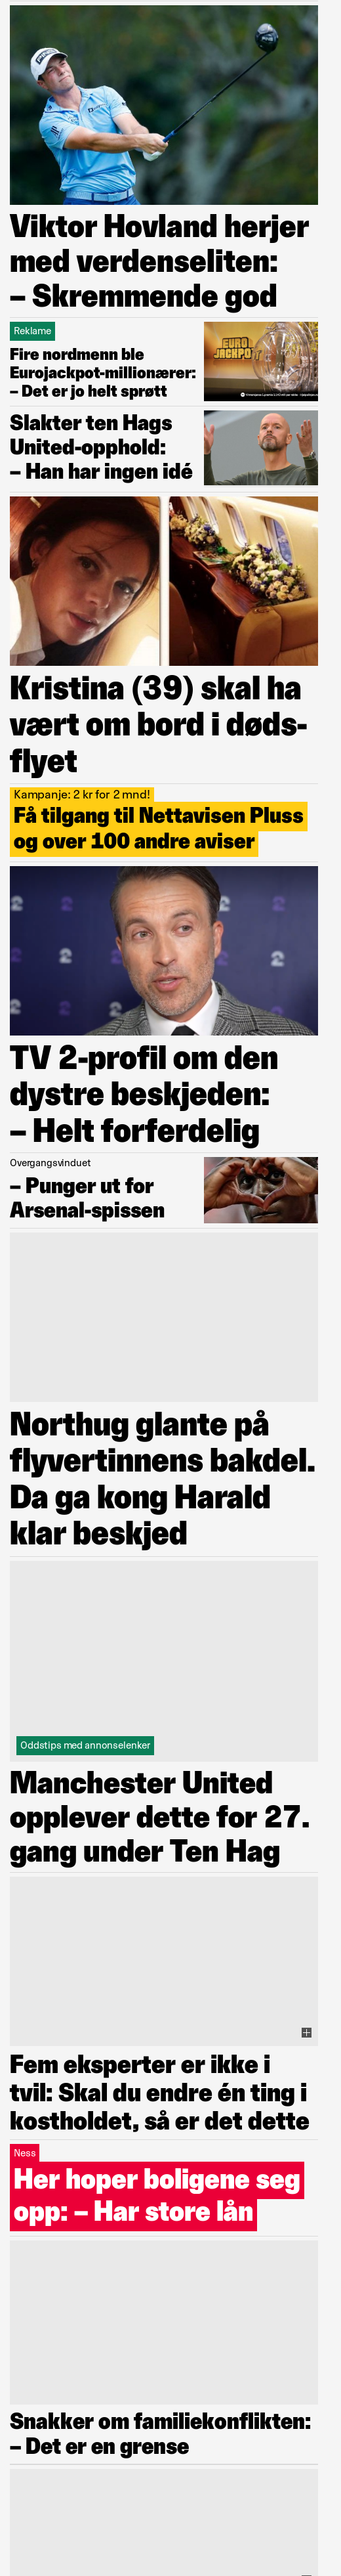 Viktor Hovland herjer
med verdenseliten:
– Skremmende god
Reklame
Fire nordmenn ble
Eurojackpot-millionærer:
– Det er jo helt sprøtt
EURO
JACKPOT
Slakter ten Hags
United-opphold:
– Han har ingen idé
Kristina (39) skal ha
vært om bord i døds-
flyet
Kampanje: 2 kr for 2 mnd!
Få tilgang til Nettavisen Pluss
og over 100 andre aviser
TV 2-profil om den
dystre beskjeden:
– Helt forferdelig
Overgangsvinduet
– Punger ut for
Arsenal-spissen
Northug glante på
flyvertinnens bakdel.
Da ga kong Harald
klar beskjed
Oddstips med annonselenker
Manchester United
opplever dette for 27.
gang under Ten Hag
Fem eksperter er ikke i
tvil: Skal du endre én ting i
kostholdet, så er det dette
Ness
Her hoper boligene seg
opp: – Har store lån
Snakker om familiekonflikten:
– Det er en grense